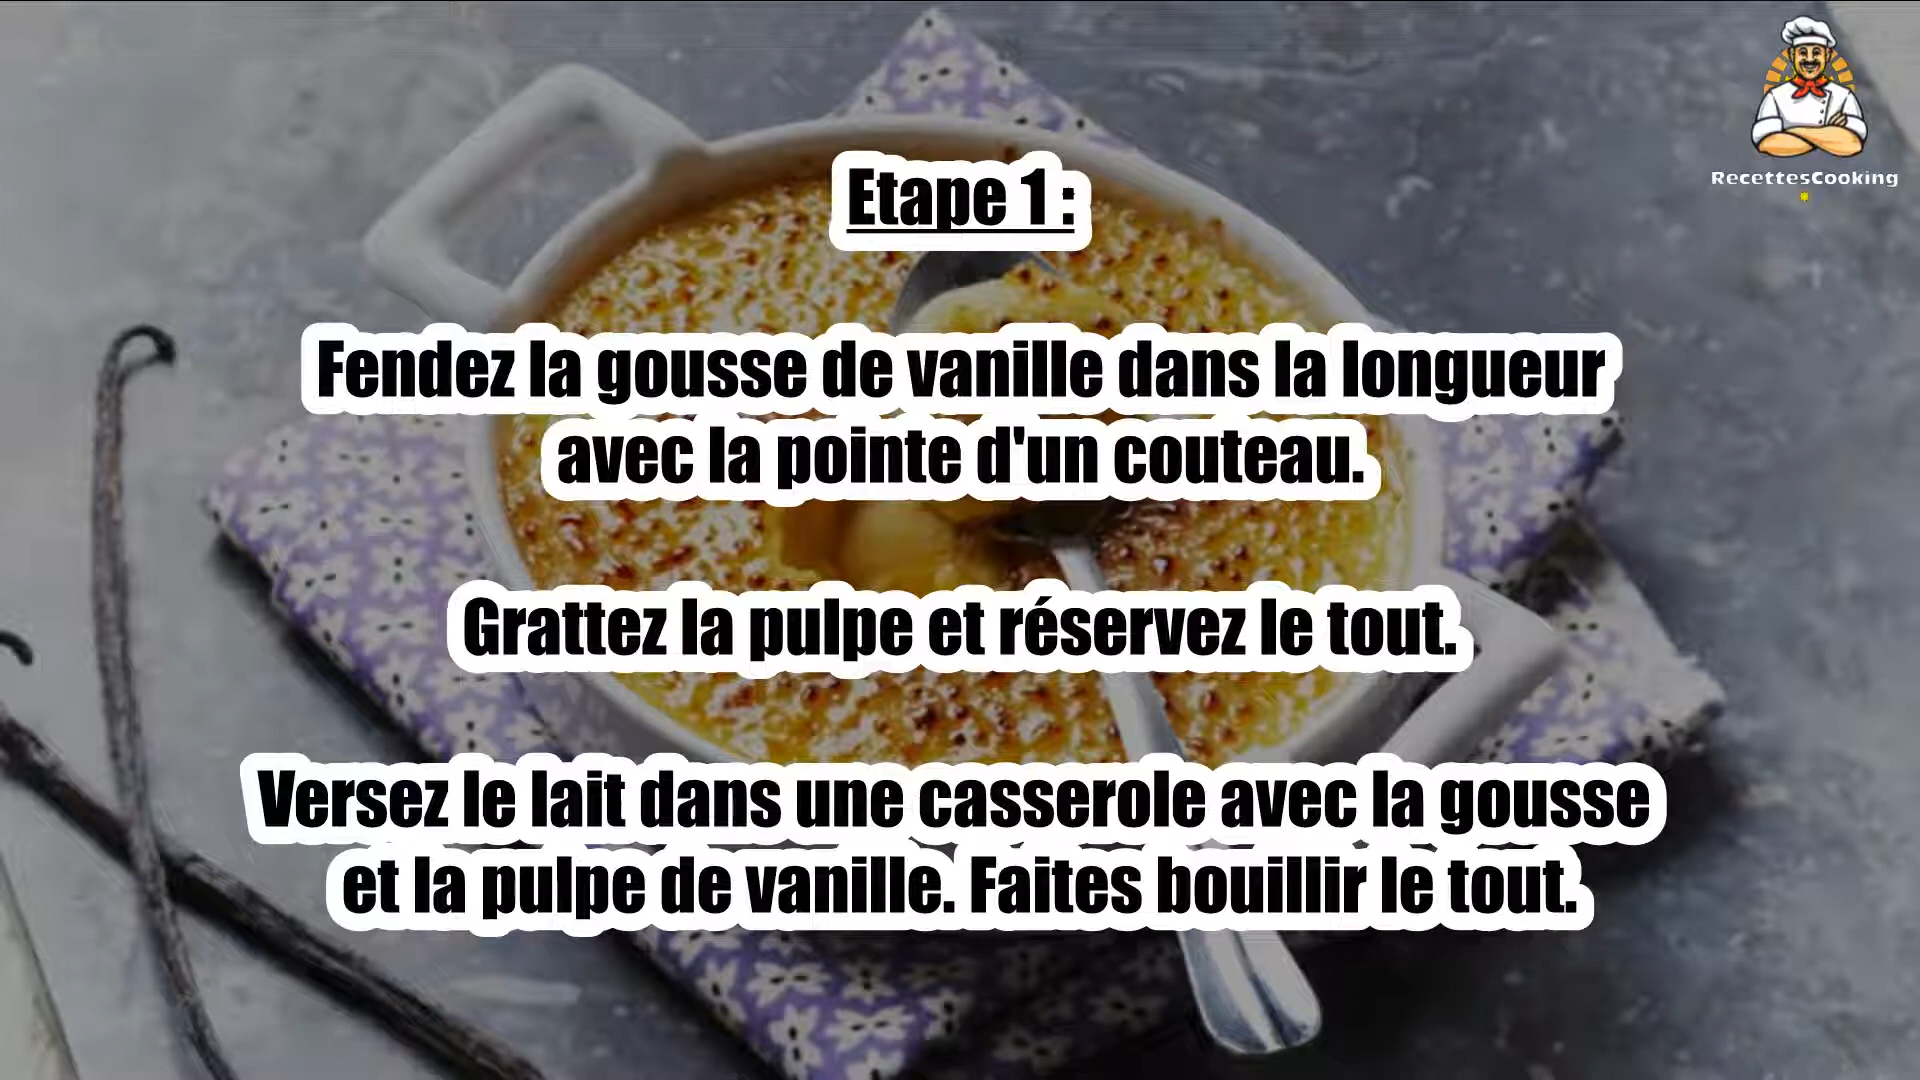 RecettesCooking
Etape 1 :
Fendez la gousse de vanille dans la longueur
avec la pointe d'un couteau.
Grattez la pulpe et réservez le tout.
Versez le lait dans une casserole avec la gousse
et la pulpe de vanille. Faites bouillir le tout.